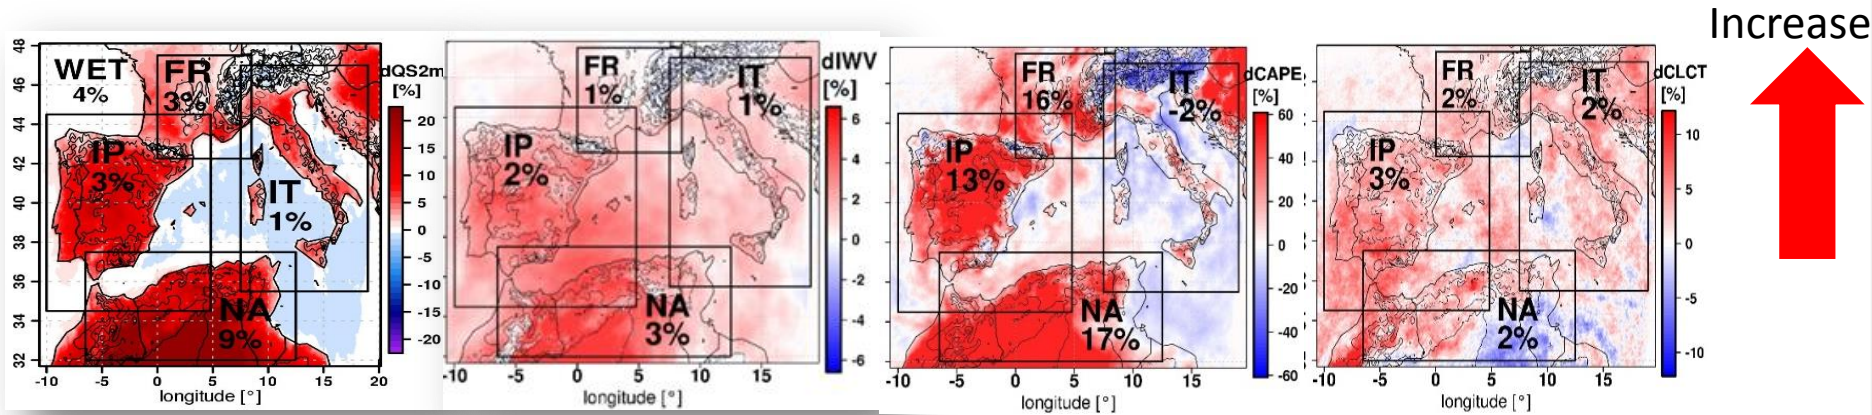 Increase
48
46
44
42
40
38
36
34
32
WET
4%
FR
3%
IP
3%
IT
1%
NA
9%
dQS2m
[%]
20
15
10
5
0
-5
-10
-15
-20
-10 -5 0 5 10 15 20
longitude [°]
FR
1%
IT
1%
IP
2%
NA
3%
dIWV
[%]
6
4
2
0
-2
-4
-6
-10 -5 0 5 10 15
longitude [°]
FR
16%
IT
-2%
IP
13%
NA
17%
dCAPE
[%]
60
40
20
0
-20
-40
-60
-10 -5 0 5 10 15
longitude [°]
FR
2%
IT
2%
IP
3%
NA
2%
dCLCT
[%]
10
5
0
-5
-10
-10 -5 0 5 10 15
longitude [°]